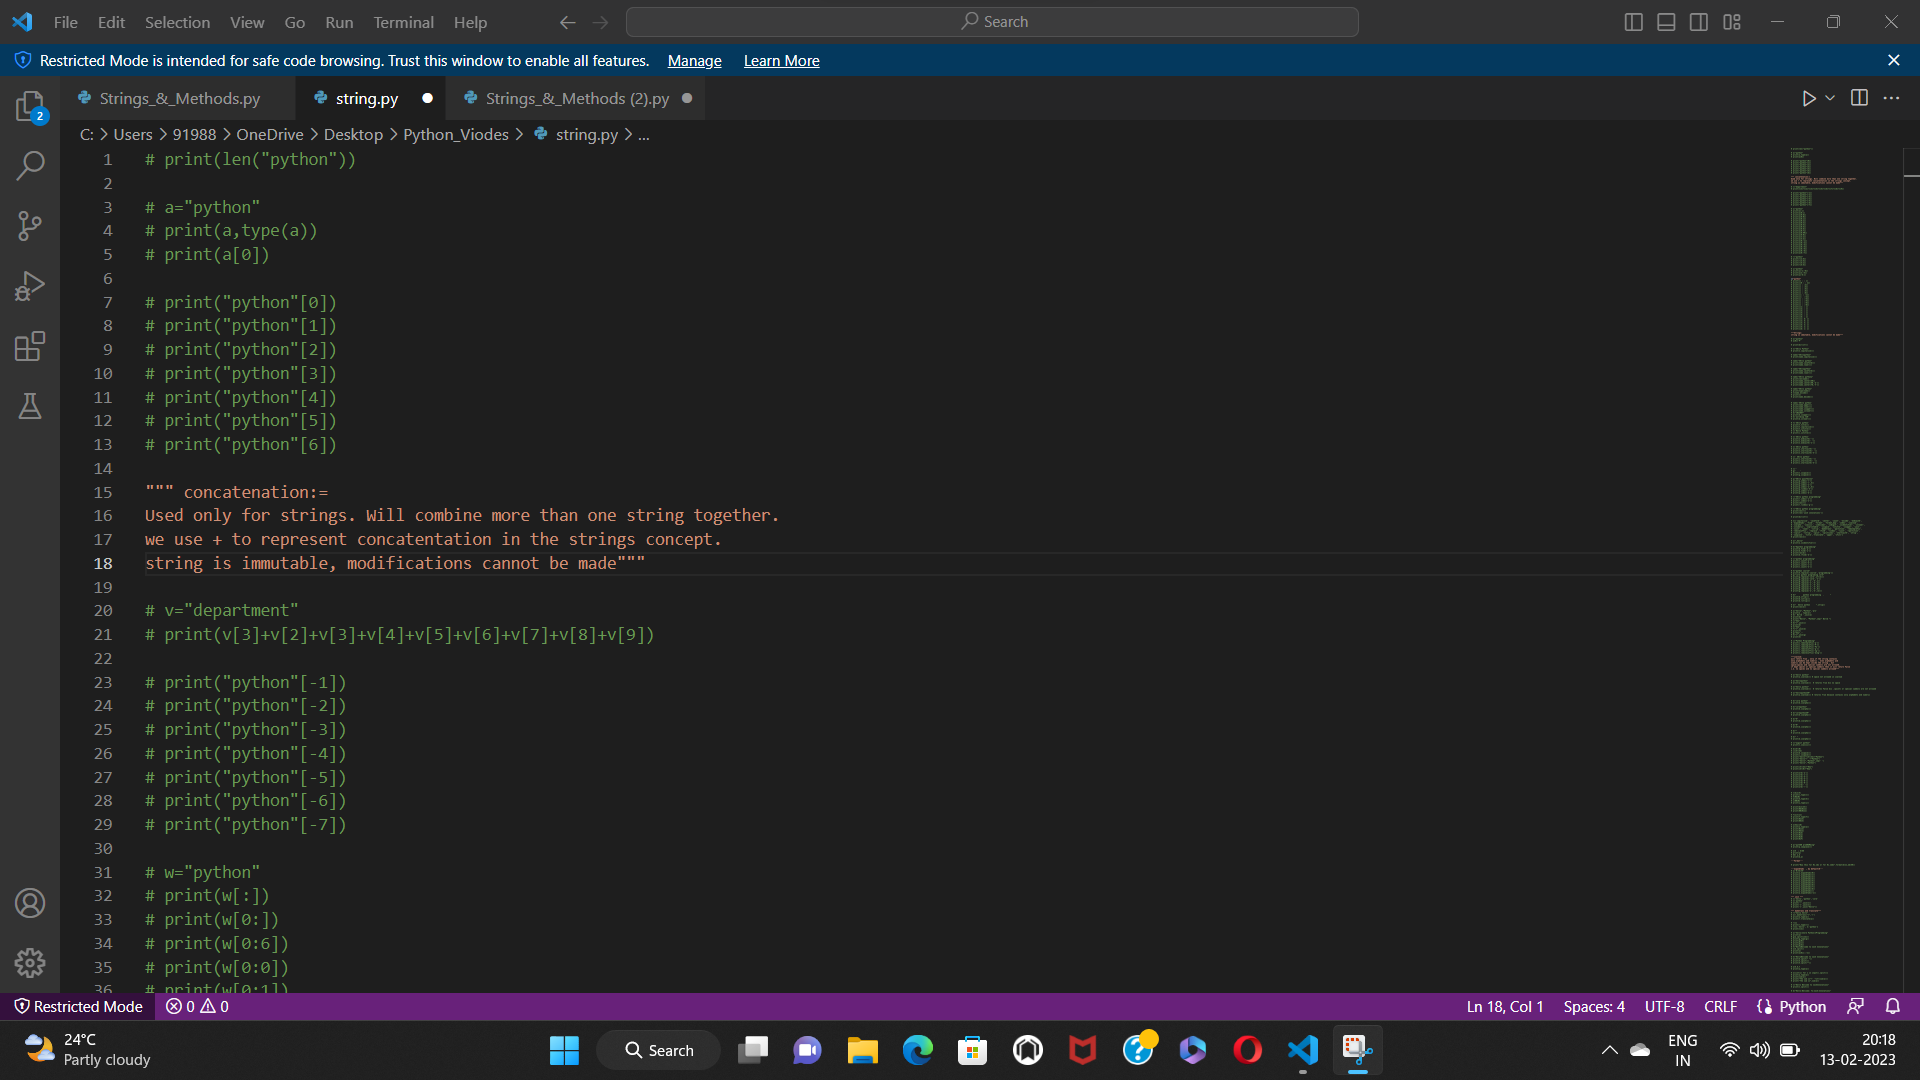 File Edit Selection View Go Run Terminal Help Search
Restricted Mode is intended for safe code browsing. Trust this window to enable all features. Manage Learn More
Strings_&_Methods.py string.py Strings_&_Methods (2).py
2
C: > Users > 91988 > OneDrive > Desktop > Python_Viodes > string.py > ...
1 # print(len("python"))
2
3 # a="python"
4 # print(a,type(a))
5 # print(a[0])
6
7 # print("python"[0])
8 # print("python"[1])
9 # print("python"[2])
10 # print("python"[3])
11 # print("python"[4])
12 # print("python"[5])
13 # print("python"[6])
14
15 """ concatenation:=
16 Used only for strings. Will combine more than one string together.
17 we use + to represent concatentation in the strings concept.
18 string is immutable, modifications cannot be made"""
19
20 # v="department"
21 # print(v[3]+v[2]+v[3]+v[4]+v[5]+v[6]+v[7]+v[8]+v[9])
22
23 # print("python"[-1])
24 # print("python"[-2])
25 # print("python"[-3])
26 # print("python"[-4])
27 # print("python"[-5])
28 # print("python"[-6])
29 # print("python"[-7])
30
31 # w="python"
32 # print(w[:])
33 # print(w[0:])
34 # print(w[0:6])
35 # print(w[0:0])
36 # print(w[0:1])
Restricted Mode 0 0 Ln 18, Col 1 Spaces: 4 UTF-8 CRLF Python
24°C
Partly cloudy
Search
ENG
IN
20:18
13-02-2023